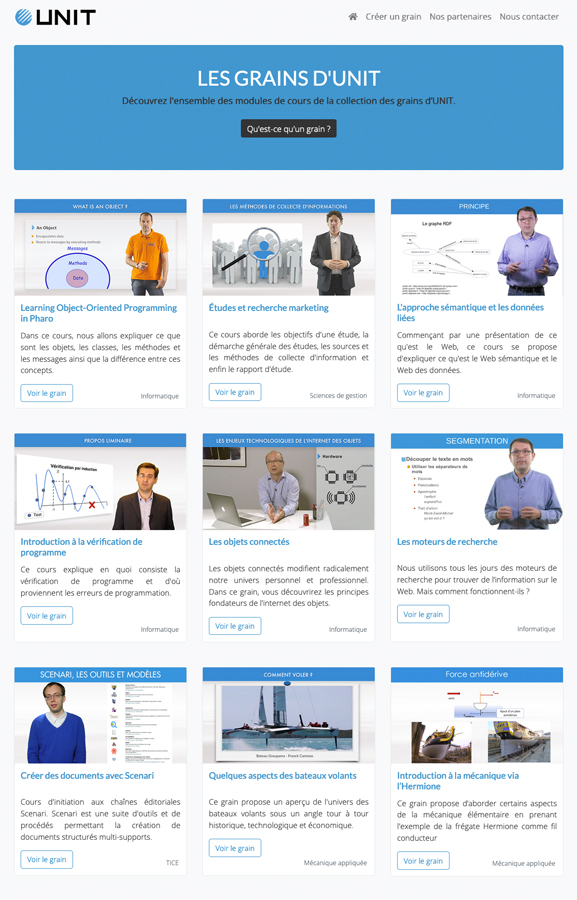 UNIT
Créer un grain Nos partenaires Nous contacter
LES GRAINS D'UNIT
Découvrez l'ensemble des modules de cours de la collection des grains d'UNIT.
Qu'est-ce qu'un grain ?
WHAT IS AN OBJECT ?
An Object
Encapsulates data
Reacts to messages by executing methods
Messages
Methods
Data
Learning Object-Oriented Programming
in Pharo
Dans ce cours, nous allons expliquer ce que
sont les objets, les classes, les méthodes et
les messages ainsi que la différence entre ces
concepts.
Voir le grain
Informatique
LES MÉTHODES DE COLLECTE D'INFORMATIONS
Études et recherche marketing
Ce cours aborde les objectifs d'une étude, la
démarche générale des études, les sources et
les méthodes de collecte d'information et
enfin le rapport d'étude.
Voir le grain
Sciences de gestion
PRINCIPE
Le graphe RDF
L'approche sémantique et les données
liées
Commençant par une présentation de ce
qu'est le Web, ce cours se propose
d'expliquer ce qu'est le Web sémantique et le
Web des données.
Voir le grain
Informatique
PROPOS LIMINAIRE
Vérification par induction
Test
Introduction à la vérification de
programme
Ce cours explique en quoi consiste la
vérification de programme et d'où
proviennent les erreurs de programmation.
Voir le grain
Informatique
LES ENJEUX TECHNOLOGIQUES DE L'INTERNET DES OBJETS
Hardware
Les objets connectés
Les objets connectés modifient radicalement
notre univers personnel et professionnel.
Dans ce grain, vous découvrirez les principes
fondateurs de l'internet des objets.
Voir le grain
Informatique
SEGMENTATION
Découper le texte en mots
Utiliser les séparateurs de
mots
Espaces
Ponctuations
Apostrophe
Trait d'union
Les moteurs de recherche
Nous utilisons tous les jours des moteurs de
recherche pour trouver de l'information sur le
Web. Mais comment fonctionnent-ils ?
Voir le grain
Informatique
SCENARI, LES OUTILS ET MODÈLES
Créer des documents avec Scenari
Cours d'initiation aux chaînes éditoriales
Scenari. Scenari est une suite d'outils et de
procédés permettant la création de
documents structurés multi-supports.
Voir le grain
TICE
COMMENT VOLER ?
Bateau Groupama - Franck Cammas
Quelques aspects des bateaux volants
Ce grain propose un aperçu de l'univers des
bateaux volants sous un angle tour à tour
historique, technologique et économique.
Voir le grain
Mécanique appliquée
Force antidérive
Introduction à la mécanique via
l'Hermione
Ce grain propose d'aborder certains aspects
de la mécanique élémentaire en prenant
l'exemple de la frégate Hermione comme fil
conducteur
Voir le grain
Mécanique appliquée